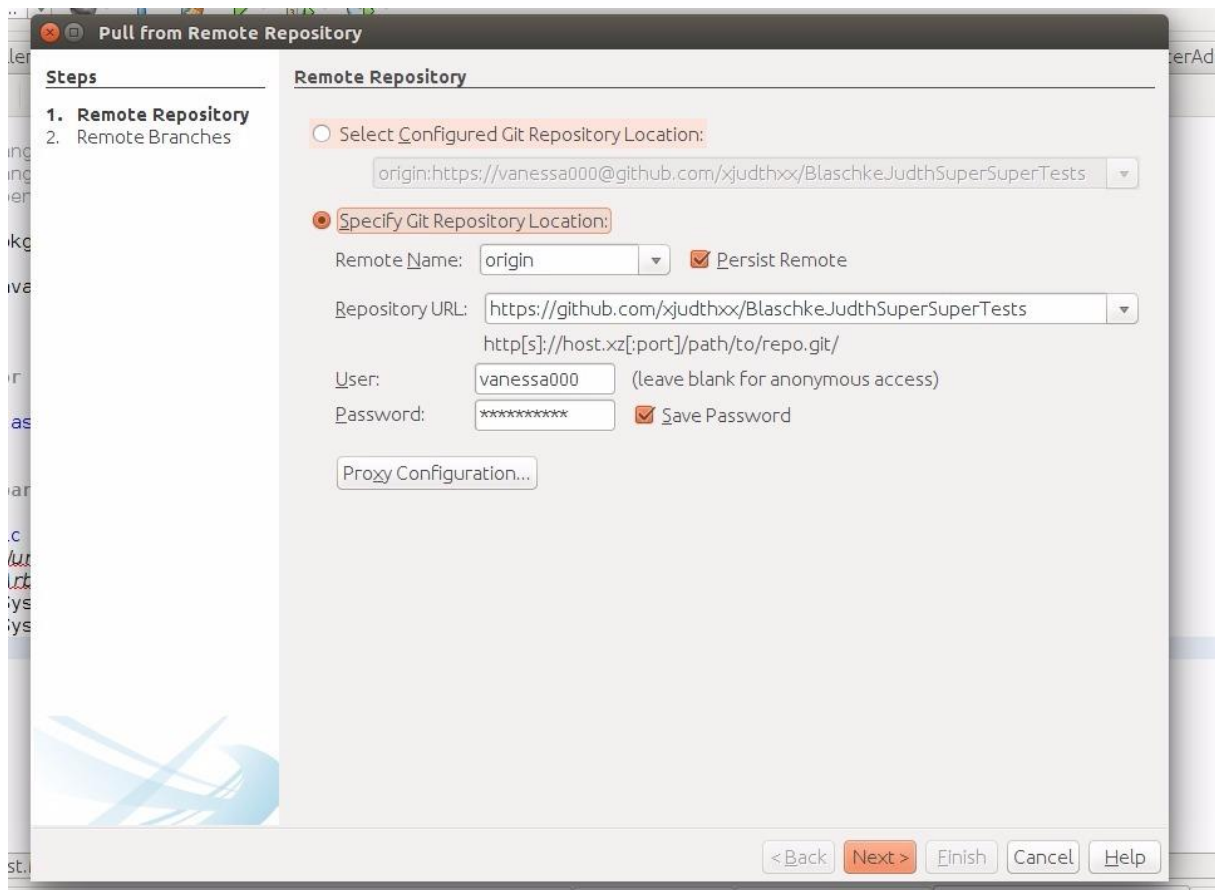 Pull from Remote Repository
Steps
1. Remote Repository
2. Remote Branches
Remote Repository
Select Configured Git Repository Location:
origin:https://vanessa000@github.com/xjudthxx/BlaschkeJudthSuperSuperTests
Specify Git Repository Location:
Remote Name: origin Persist Remote
Repository URL: https://github.com/xjudthxx/BlaschkeJudthSuperSuperTests
http[s]://host.xz[:port]/path/to/repo.git/
User: vanessa000 (leave blank for anonymous access)
Password: ********** Save Password
Proxy Configuration...
< Back Next > Finish Cancel Help